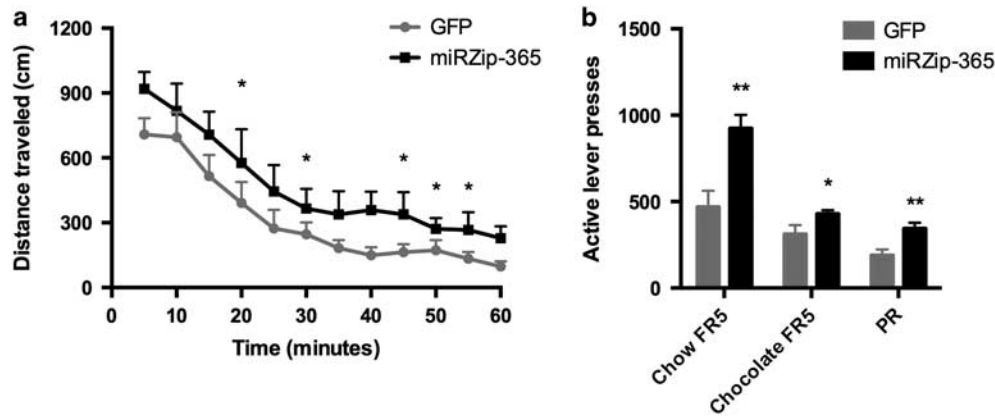 a
GFP
miRZip-365
Distance traveled (cm)
1200
900
600
300
0
*
*
*
*
*
0 10 20 30 40 50 60
Time (minutes)
b
GFP
miRZip-365
Active lever presses
1500
1000
500
0
**
*
**
Chow FR5
Chocolate FR5
PR